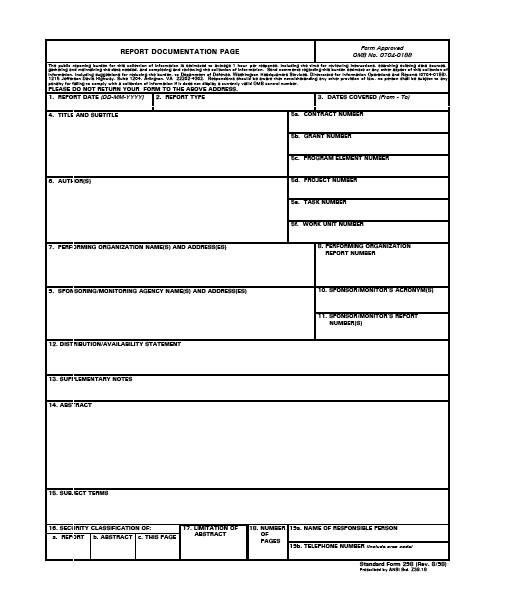 REPORT DOCUMENTATION PAGE
Form Approved
OMB No. 0704-0188
The public reporting burden for this collection of information is estimated to average 1 hour per response, including the time for reviewing instructions, searching existing data sources,
gathering and maintaining the data needed, and completing and reviewing the collection of information. Send comments regarding this burden estimate or any other aspect of this collection of
information, including suggestions for reducing the burden, to Department of Defense, Washington Headquarters Services, Directorate for Information Operations and Reports (0704-0188),
1215 Jefferson Davis Highway, Suite 1204, Arlington, VA 22202-4302. Respondents should be aware that notwithstanding any other provision of law, no person shall be subject to any
penalty for failing to comply with a collection of information if it does not display a currently valid OMB control number.
PLEASE DO NOT RETURN YOUR FORM TO THE ABOVE ADDRESS.
1. REPORT DATE (DD-MM-YYYY)
2. REPORT TYPE
3. DATES COVERED (From - To)
4. TITLE AND SUBTITLE
5a. CONTRACT NUMBER
5b. GRANT NUMBER
5c. PROGRAM ELEMENT NUMBER
6. AUTHOR(S)
5d. PROJECT NUMBER
5e. TASK NUMBER
5f. WORK UNIT NUMBER
7. PERFORMING ORGANIZATION NAME(S) AND ADDRESS(ES)
8. PERFORMING ORGANIZATION
REPORT NUMBER
9. SPONSORING/MONITORING AGENCY NAME(S) AND ADDRESS(ES)
10. SPONSOR/MONITOR'S ACRONYM(S)
11. SPONSOR/MONITOR'S REPORT
NUMBER(S)
12. DISTRIBUTION/AVAILABILITY STATEMENT
13. SUPPLEMENTARY NOTES
14. ABSTRACT
15. SUBJECT TERMS
16. SECURITY CLASSIFICATION OF:
a. REPORT
b. ABSTRACT
c. THIS PAGE
17. LIMITATION OF
ABSTRACT
18. NUMBER
OF
PAGES
19a. NAME OF RESPONSIBLE PERSON
19b. TELEPHONE NUMBER (Include area code)
Standard Form 298 (Rev. 8/98)
Prescribed by ANSI Std. Z39.18